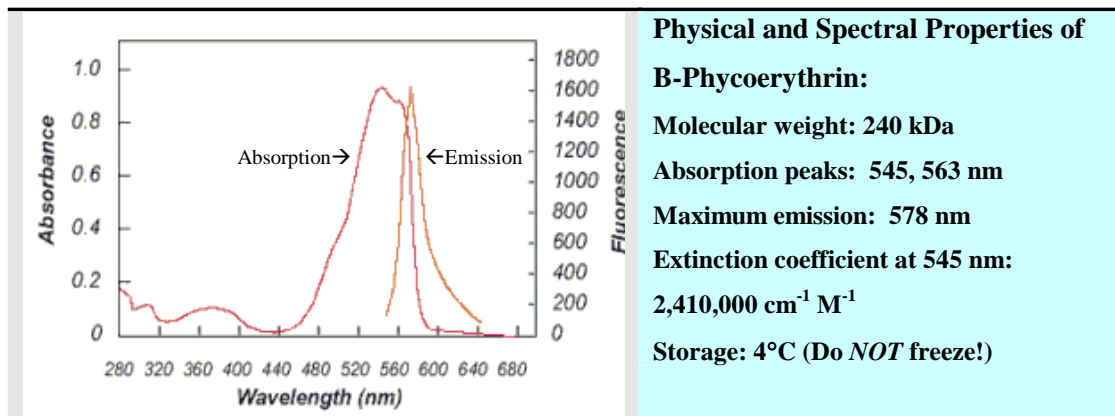 1.0
0.8
0.6
0.4
0.2
0
Absorbance
1800
1600
1400
1200
1000
800
600
400
200
0
Fluorescence
Absorption→
←Emission
280 320 360 400 440 480 520 560 600 640 680
Wavelength (nm)
Physical and Spectral Properties of
B-Phycoerythrin:
Molecular weight: 240 kDa
Absorption peaks: 545, 563 nm
Maximum emission: 578 nm
Extinction coefficient at 545 nm:
2,410,000 cm⁻¹ M⁻¹
Storage: 4°C (Do NOT freeze!)